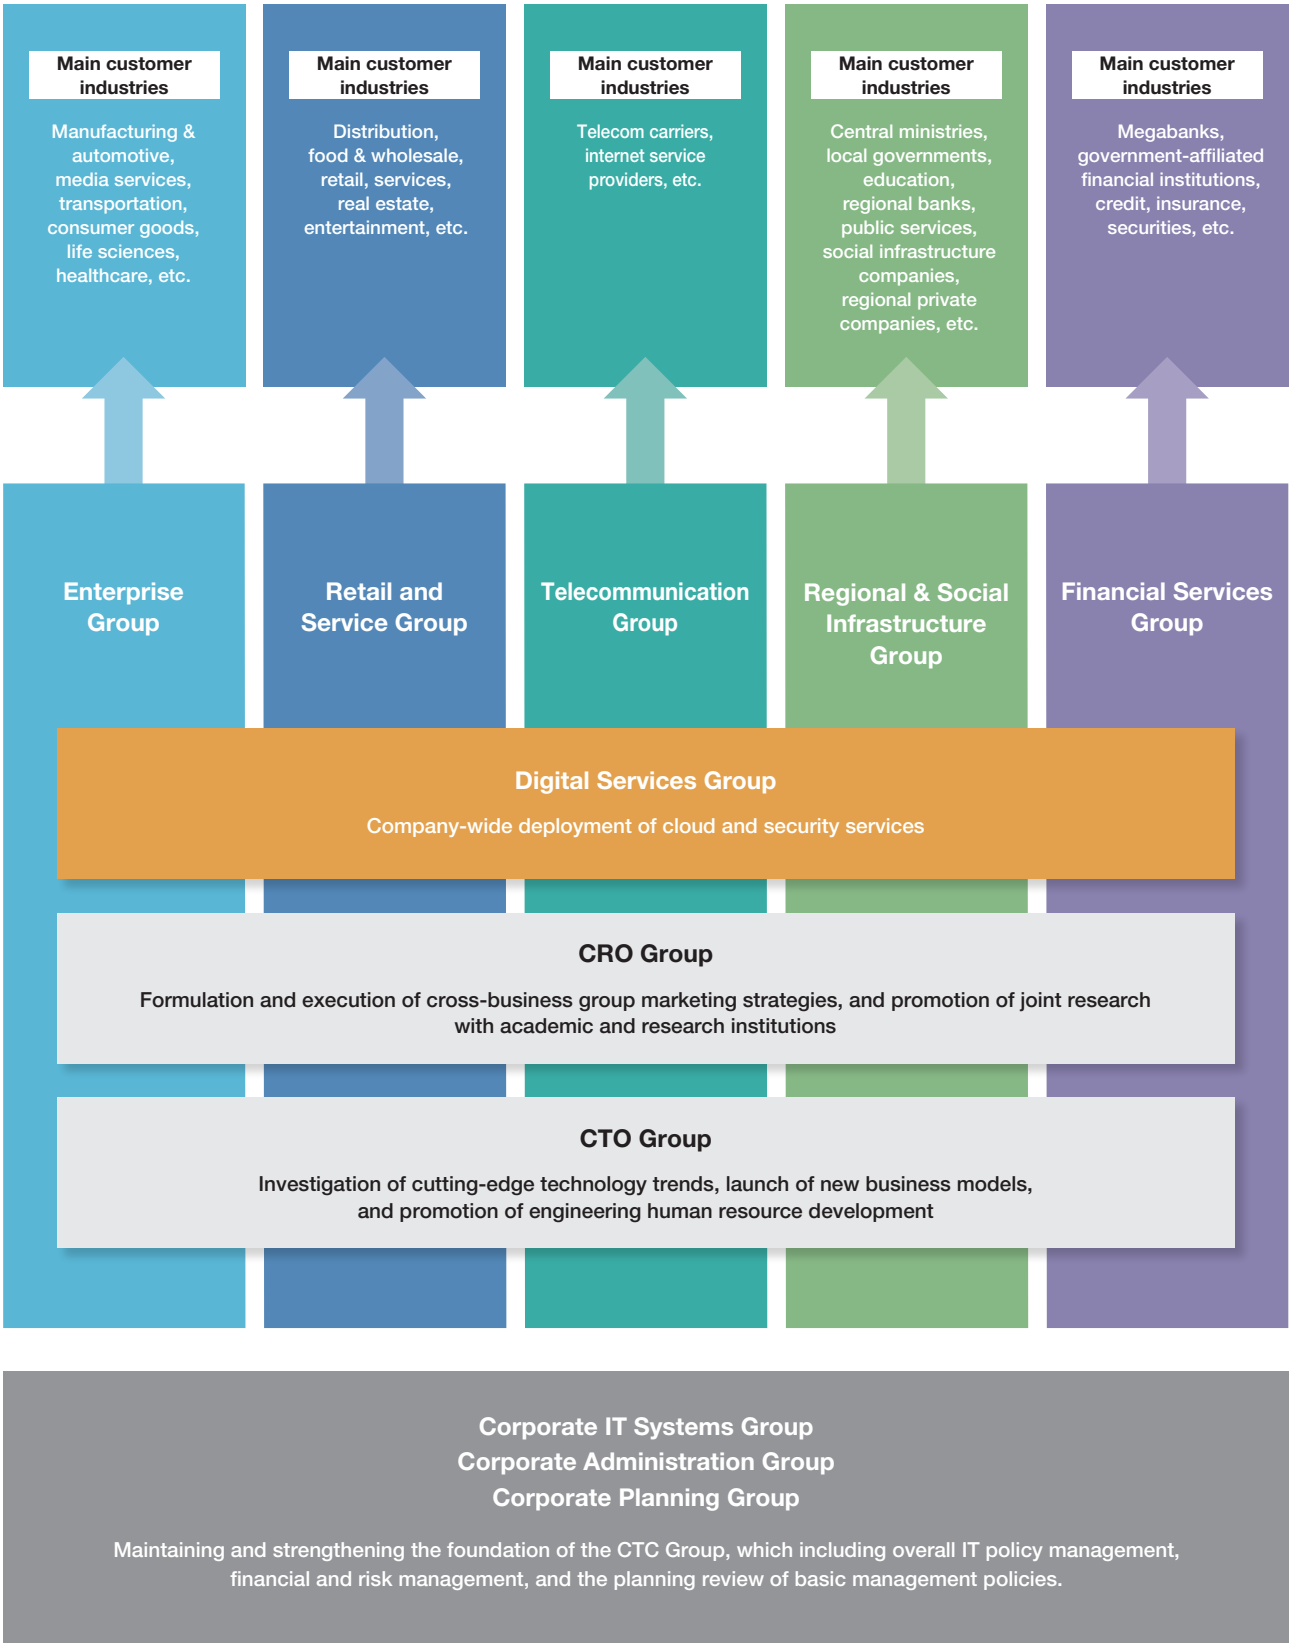 Main customer
industries
Manufacturing &
automotive,
media services,
transportation,
consumer goods,
life sciences,
healthcare, etc.
Main customer
industries
Distribution,
food & wholesale,
retail, services,
real estate,
entertainment, etc.
Main customer
industries
Telecom carriers,
internet service
providers, etc.
Main customer
industries
Central ministries,
local governments,
education,
regional banks,
public services,
social infrastructure
companies,
regional private
companies, etc.
Main customer
industries
Megabanks,
government-affiliated
financial institutions,
credit, insurance,
securities, etc.
Enterprise
Group
Retail and
Service Group
Telecommunication
Group
Regional & Social
Infrastructure
Group
Financial Services
Group
Digital Services Group
Company-wide deployment of cloud and security services
CRO Group
Formulation and execution of cross-business group marketing strategies, and promotion of joint research
with academic and research institutions
CTO Group
Investigation of cutting-edge technology trends, launch of new business models,
and promotion of engineering human resource development
Corporate IT Systems Group
Corporate Administration Group
Corporate Planning Group
Maintaining and strengthening the foundation of the CTC Group, which including overall IT policy management,
financial and risk management, and the planning review of basic management policies.